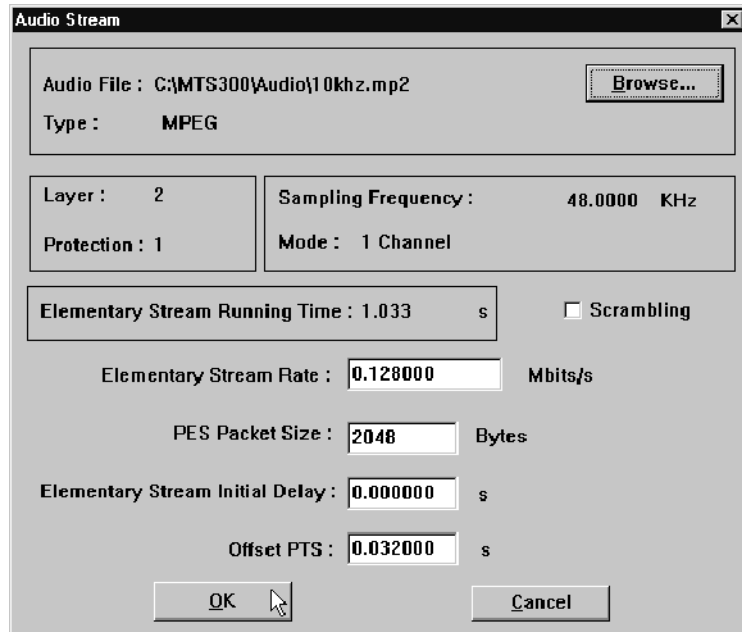 Audio Stream
Audio File : C:\MTS300\Audio\10khz.mp2
Browse...
Type : MPEG
Layer : 2
Protection : 1
Sampling Frequency : 48.0000 KHz
Mode : 1 Channel
Elementary Stream Running Time : 1.033 s
Scrambling
Elementary Stream Rate : 0.128000 Mbits/s
PES Packet Size : 2048 Bytes
Elementary Stream Initial Delay : 0.000000 s
Offset PTS : 0.032000 s
OK
Cancel